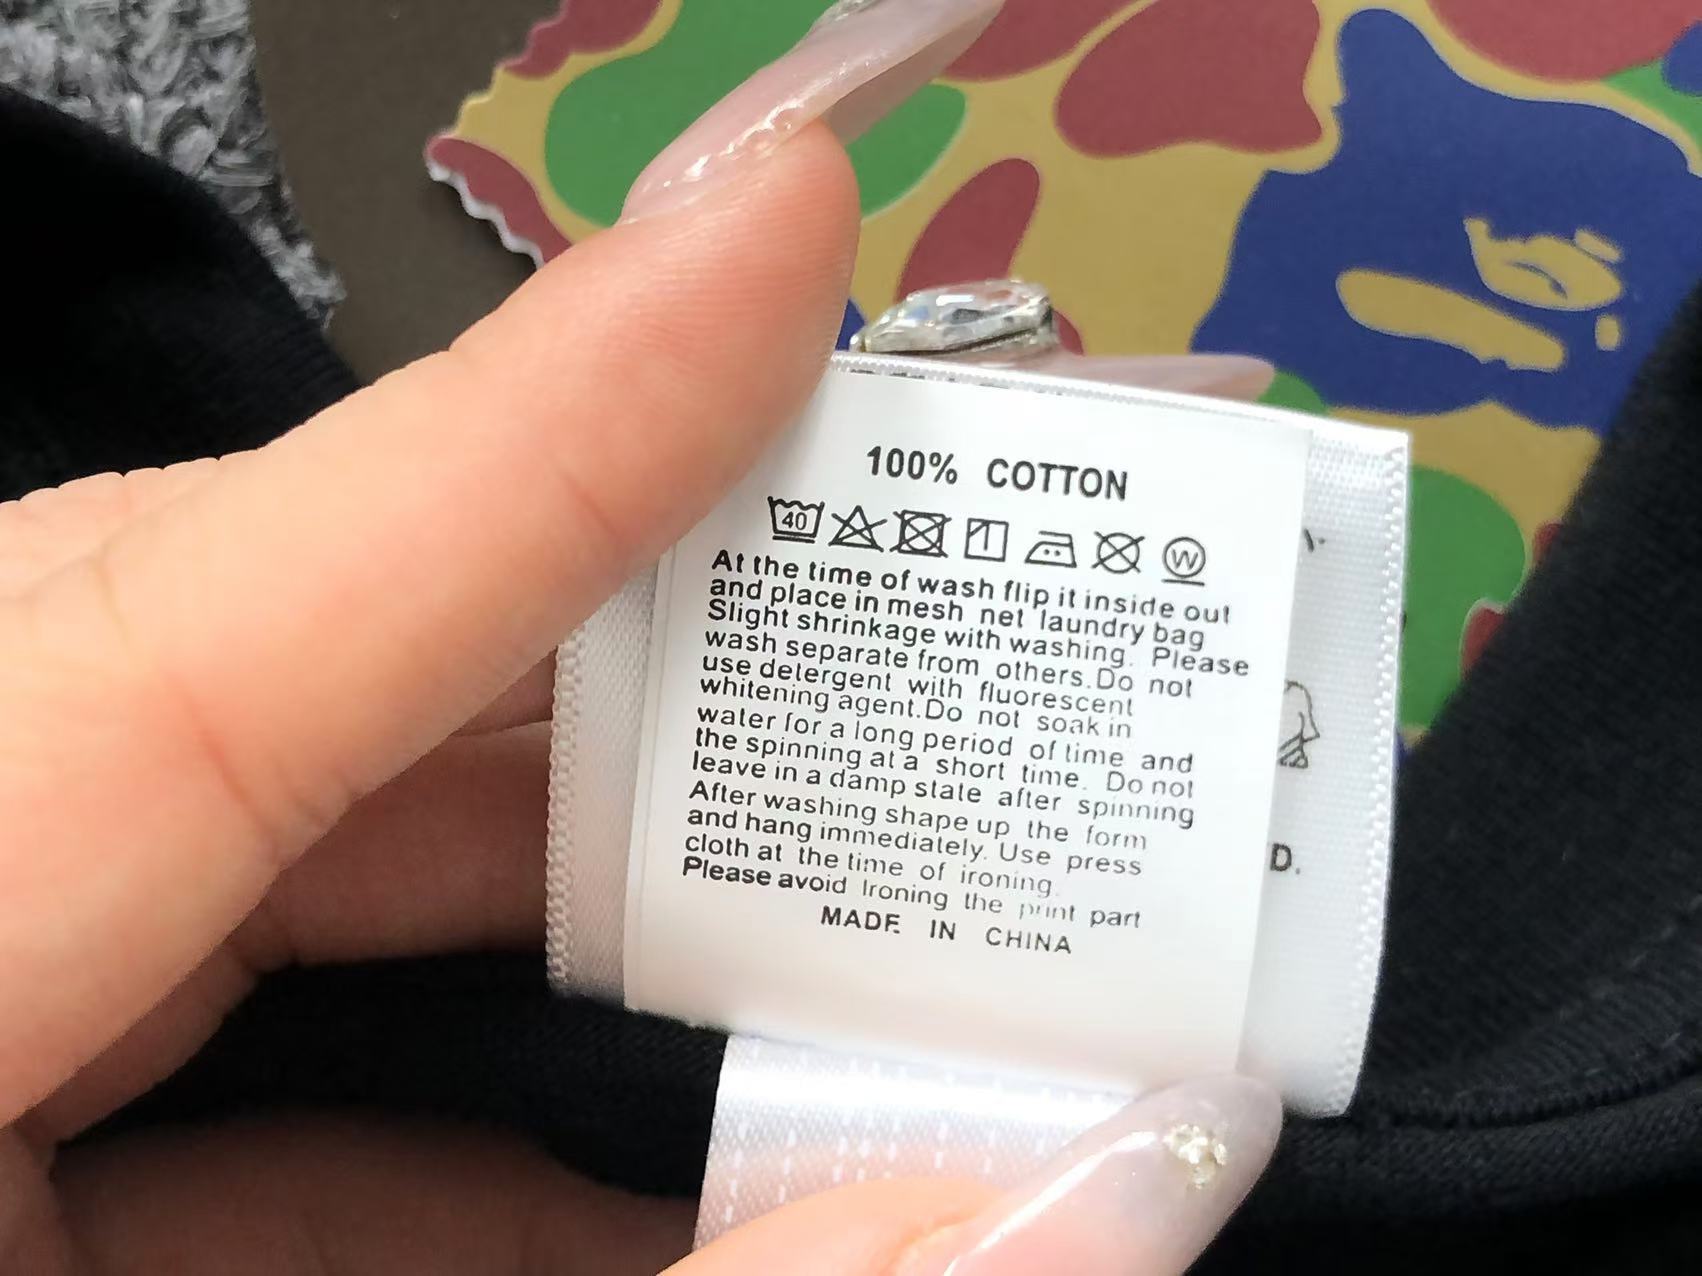 100% COTTON
40
W
At the time of wash flip it inside out
and place in mesh net laundry bag
Slight shrinkage with washing. Please
wash separate from others.Do not
use detergent with fluorescent
whitening agent.Do not soak in
water for a long period of time and
the spinning at a short time. Do not
leave in a damp state after spinning
After washing shape up the form
and hang immediately. Use press
cloth at the time of ironing.
Please avoid Ironing the print part
MADE IN CHINA
D.